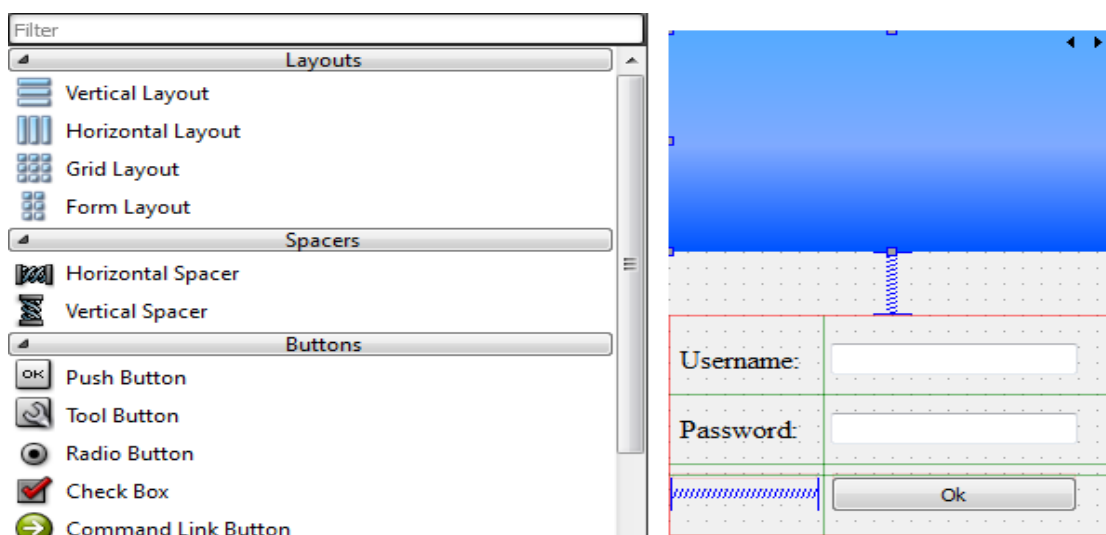 Filter
Layouts
Vertical Layout
Horizontal Layout
Grid Layout
Form Layout
Spacers
Horizontal Spacer
Vertical Spacer
Buttons
OK Push Button
Tool Button
Radio Button
Check Box
Command Link Button
Username:
Password:
Ok